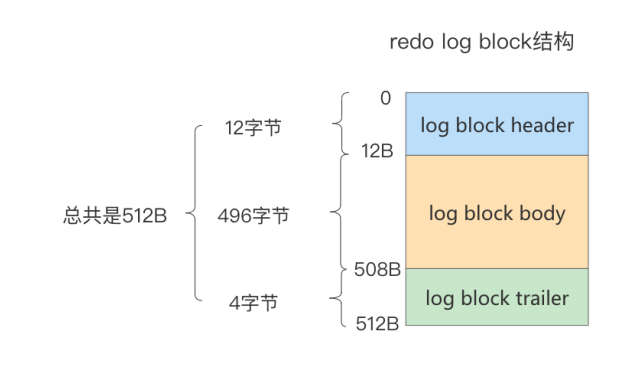 redo log block结构
0
log block header
12字节
12B
总共是512B
496字节
log block body
508B
log block trailer
4字节
512B